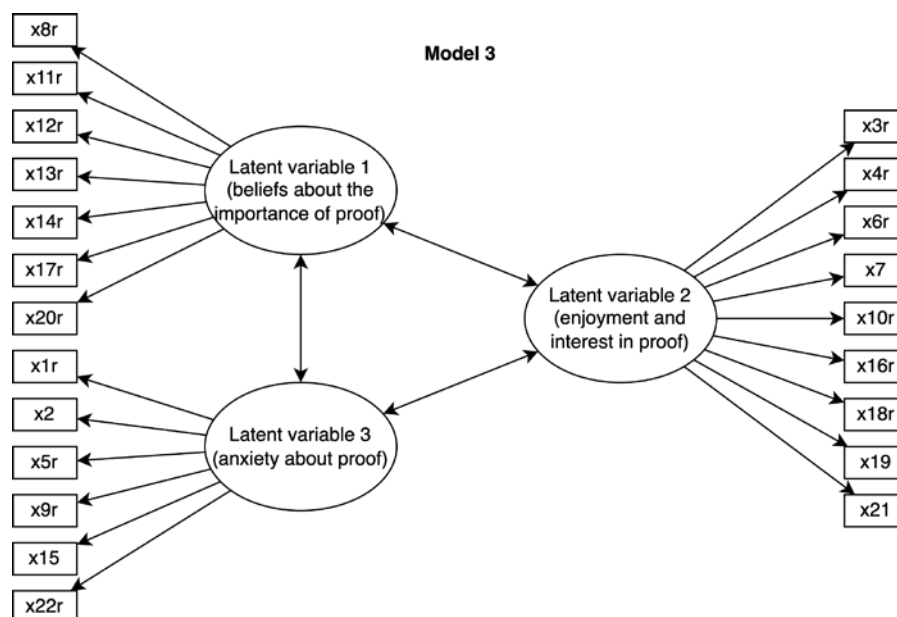 Model 3
x8r
x11r
x12r
x13r
x14r
x17r
x20r
Latent variable 1
(beliefs about the
importance of proof)
x1r
x2
x5r
x9r
x15
x22r
Latent variable 3
(anxiety about proof)
Latent variable 2
(enjoyment and
interest in proof)
x3r
x4r
x6r
x7
x10r
x16r
x18r
x19
x21